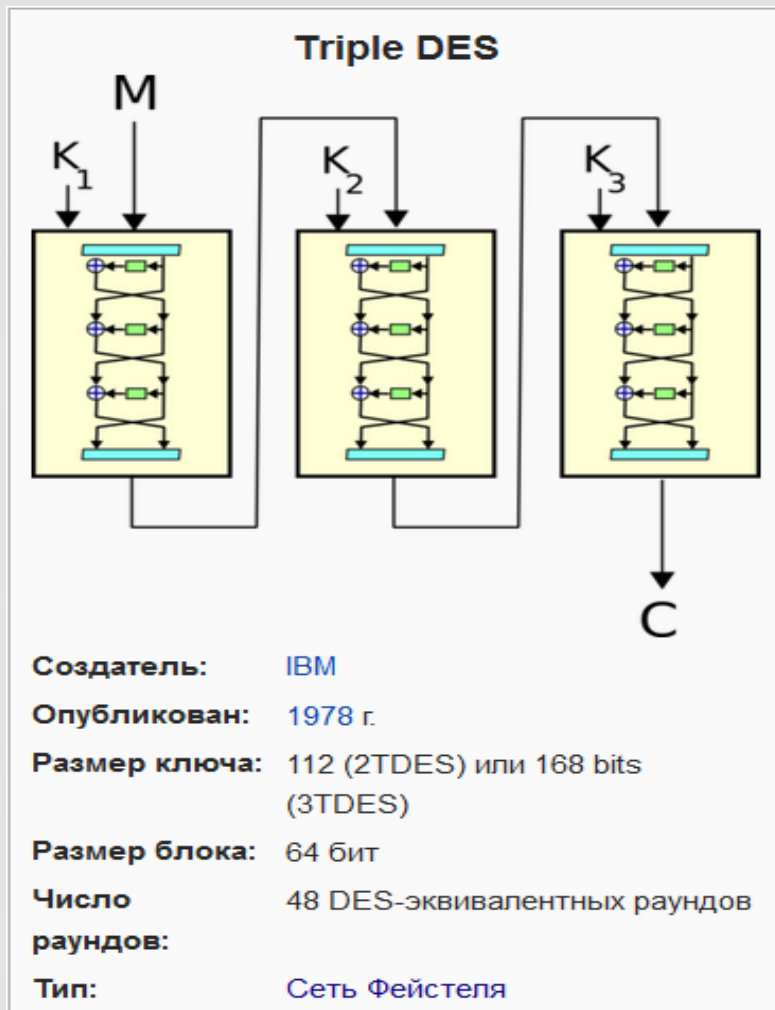 Triple DES
M
K1
K2
K3
C
Создатель: IBM
Опубликован: 1978 г.
Размер ключа: 112 (2TDES) или 168 bits
(3TDES)
Размер блока: 64 бит
Число 48 DES-эквивалентных раундов
раундов:
Тип: Сеть Фейстеля